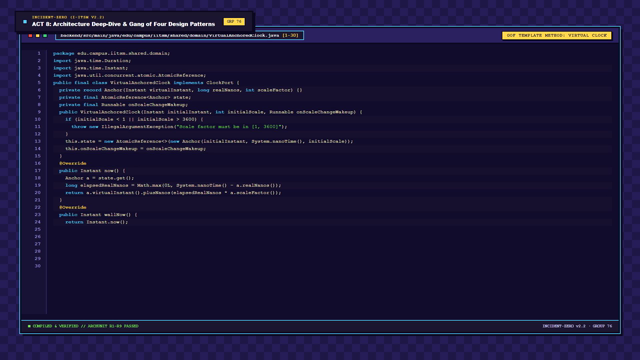 INCIDENT-ZERO (3-ITEM V2.2)
ACT 8: Architecture Deep-Dive & Gang of Four Design Patterns
GRP 76
backend/src/main/java/edu/campus/iitem/shared/domain/VirtualAnchoredClock.java [1-30]
GOF TEMPLATE METHOD: VIRTUAL CLOCK
1 package edu.campus.iitem.shared.domain;
2 import java.time.Duration;
3 import java.time.Instant;
4 import java.util.concurrent.atomic.AtomicReference;
5 public final class VirtualAnchoredClock implements ClockPort {
6 private record Anchor(Instant virtualInstant, long realNanos, int scaleFactor) {}
7 private final AtomicReference<Anchor> state;
8 private final Runnable onScaleChangeWakeup;
9 public VirtualAnchoredClock(Instant initialInstant, int initialScale, Runnable onScaleChangeWakeup) {
10 if (initialScale < 1 || initialScale > 3600) {
11 throw new IllegalArgumentException("Scale factor must be in [1, 3600]");
12 }
13 this.state = new AtomicReference<>(new Anchor(initialInstant, System.nanoTime(), initialScale));
14 this.onScaleChangeWakeup = onScaleChangeWakeup;
15 }
16 @Override
17 public Instant now() {
18 Anchor a = state.get();
19 long elapsedRealNanos = Math.max(0L, System.nanoTime() - a.realNanos());
20 return a.virtualInstant().plusNanos(elapsedRealNanos * a.scaleFactor());
21 }
22 @Override
23 public Instant wallNow() {
24 return Instant.now();
25
26
27
28
29
30
COMPILED & VERIFIED // ARCHUNIT R1-R9 PASSED
INCIDENT-ZERO v2.2 · GROUP 76